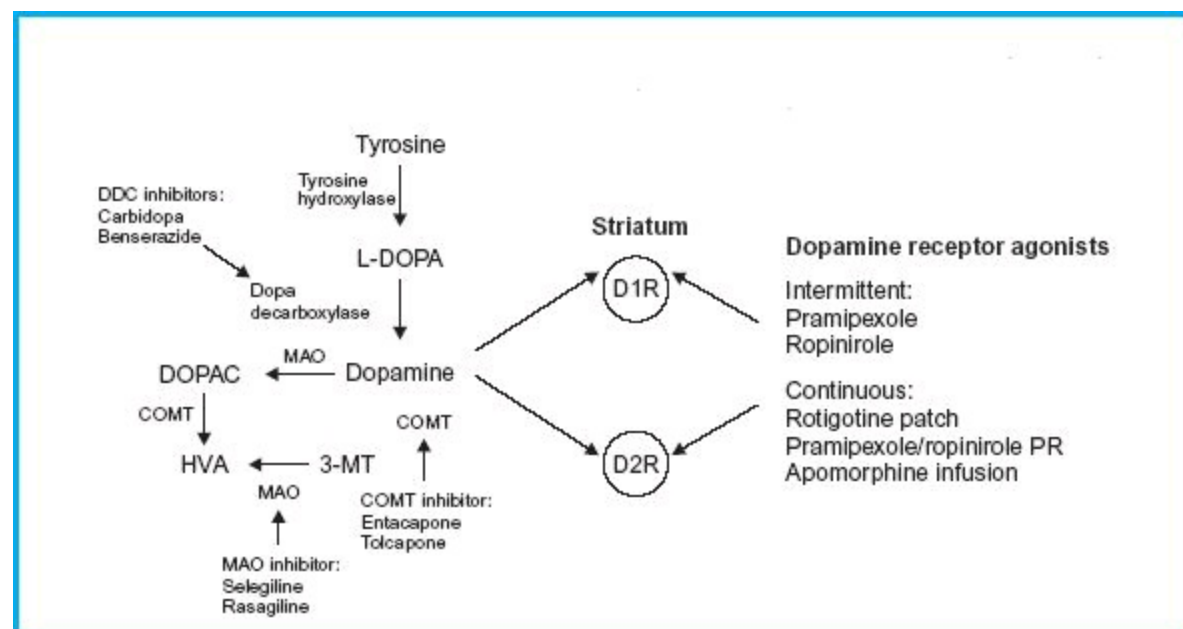 Tyrosine
Tyrosine
hydroxylase
DDC inhibitors:
Carbidopa
Benserazide
L-DOPA
Dopa
decarboxylase
MAO
DOPAC
Dopamine
COMT
COMT
HVA
3-MT
MAO
COMT inhibitor:
Entacapone
Tolcapone
MAO inhibitor:
Selegiline
Rasagiline
Striatum
D1R
D2R
Dopamine receptor agonists
Intermittent:
Pramipexole
Ropinirole
Continuous:
Rotigotine patch
Pramipexole/ropinirole PR
Apomorphine infusion